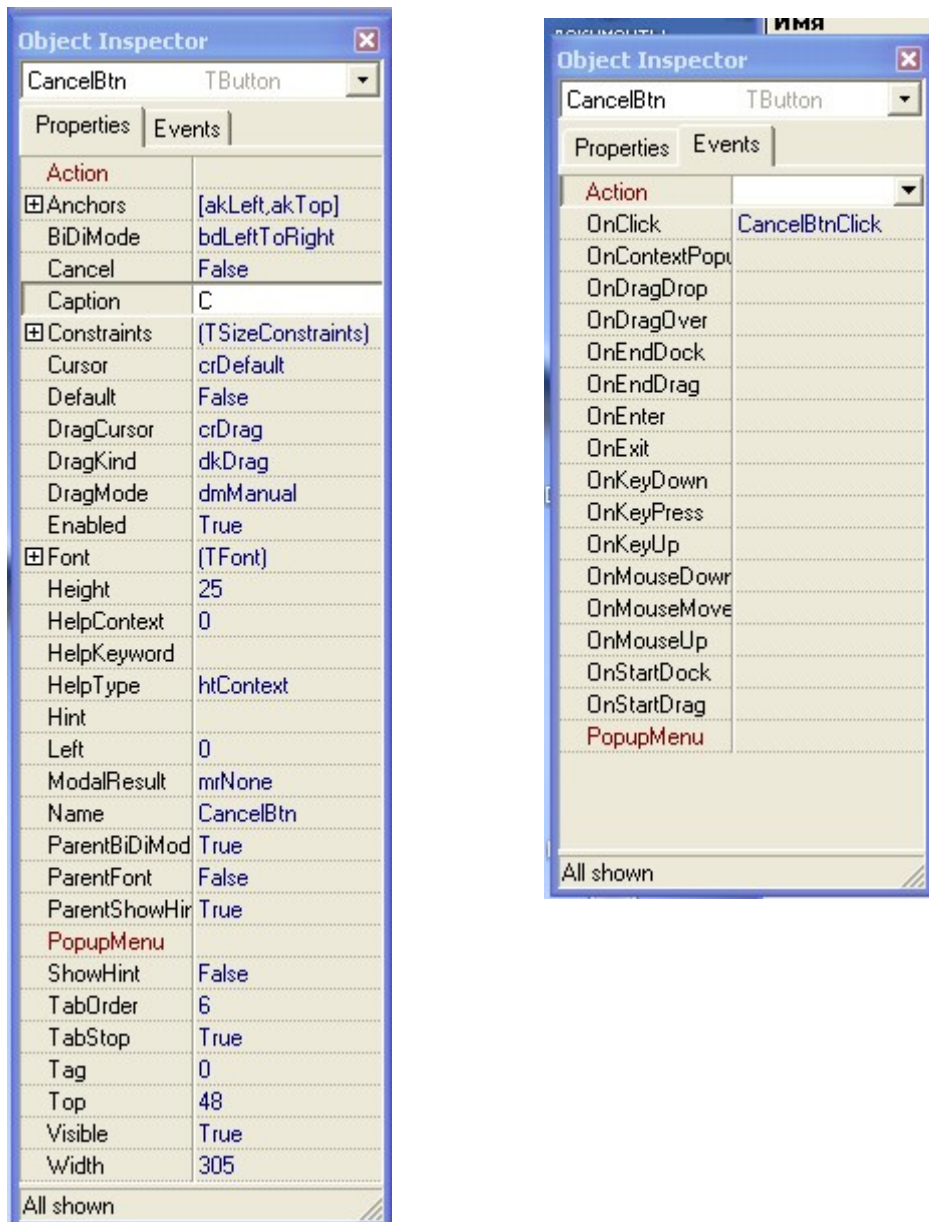 Object Inspector
CancelBtn TButton
Properties Events
Action
Anchors [akLeft,akTop]
BiDiMode bdLeftToRight
Cancel False
Caption C
Constraints (TSizeConstraints)
Cursor crDefault
Default False
DragCursor crDrag
DragKind dkDrag
DragMode dmManual
Enabled True
Font (TFont)
Height 25
HelpContext 0
HelpKeyword
HelpType htContext
Hint
Left 0
ModalResult mrNone
Name CancelBtn
ParentBiDiMod True
ParentFont False
ParentShowHir True
PopupMenu
ShowHint False
TabOrder 6
TabStop True
Tag 0
Top 48
Visible True
Width 305
All shown
имя
Object Inspector
CancelBtn TButton
Properties Events
Action
OnClick CancelBtnClick
OnContextPopu
OnDragDrop
OnDragOver
OnEndDock
OnEndDrag
OnEnter
OnExit
OnKeyDown
OnKeyPress
OnKeyUp
OnMouseDowr
OnMouseMove
OnMouseUp
OnStartDock
OnStartDrag
PopupMenu
All shown